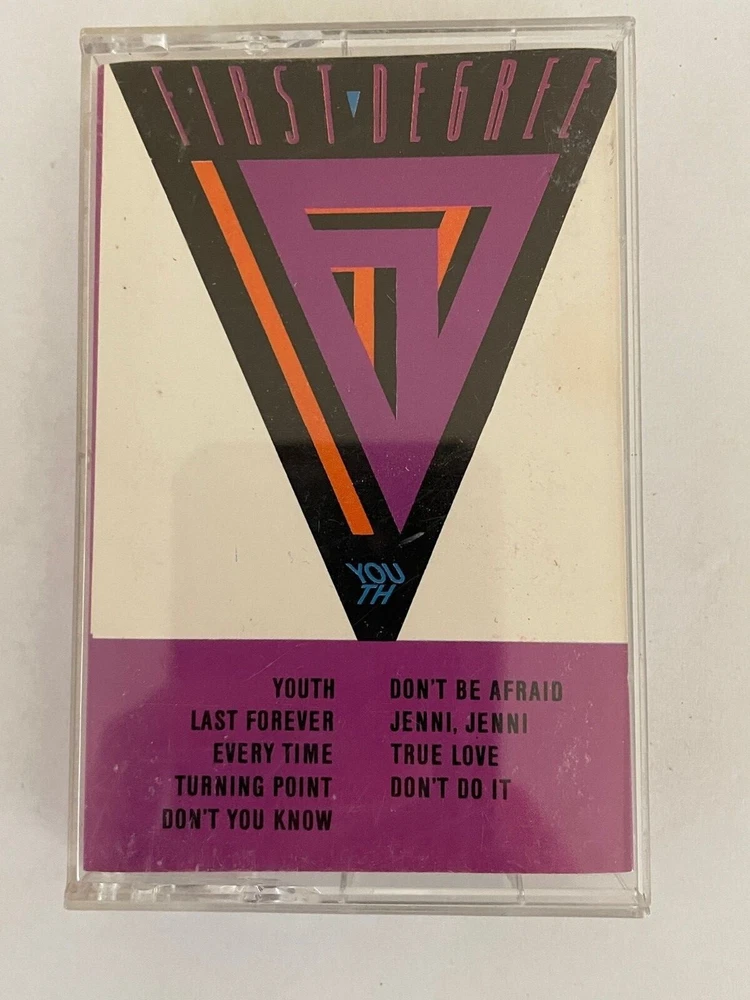 FIRST DEGREE
YOU
TH
YOUTH
LAST FOREVER
EVERY TIME
TURNING POINT
DON'T YOU KNOW
DON'T BE AFRAID
JENNI, JENNI
TRUE LOVE
DON'T DO IT